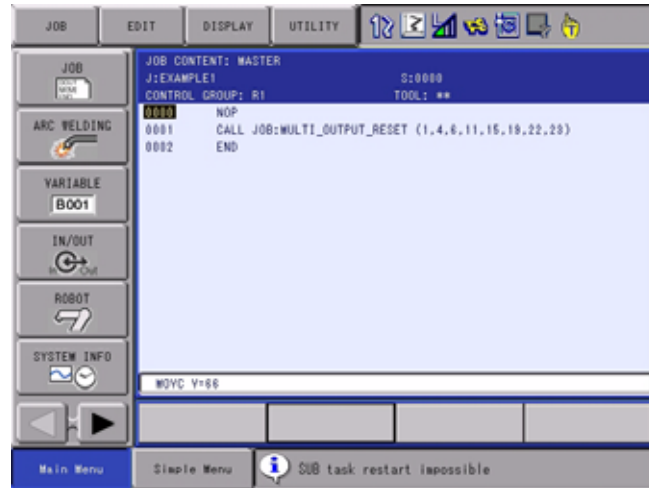 JOB EDIT DISPLAY UTILITY
JOB
ARC WELDING
VARIABLE
B001
IN/OUT
In Out
ROBOT
SYSTEM INFO
JOB CONTENT: MASTER
J:EXAMPLE1 S:0000
CONTROL GROUP: R1 TOOL: **
0000 NOP
0001 CALL JOB:MULTI_OUTPUT_RESET (1,4,6,11,15,19,22,23)
0002 END
MOVC V=66
Main Menu Simple Menu SUB task restart impossible